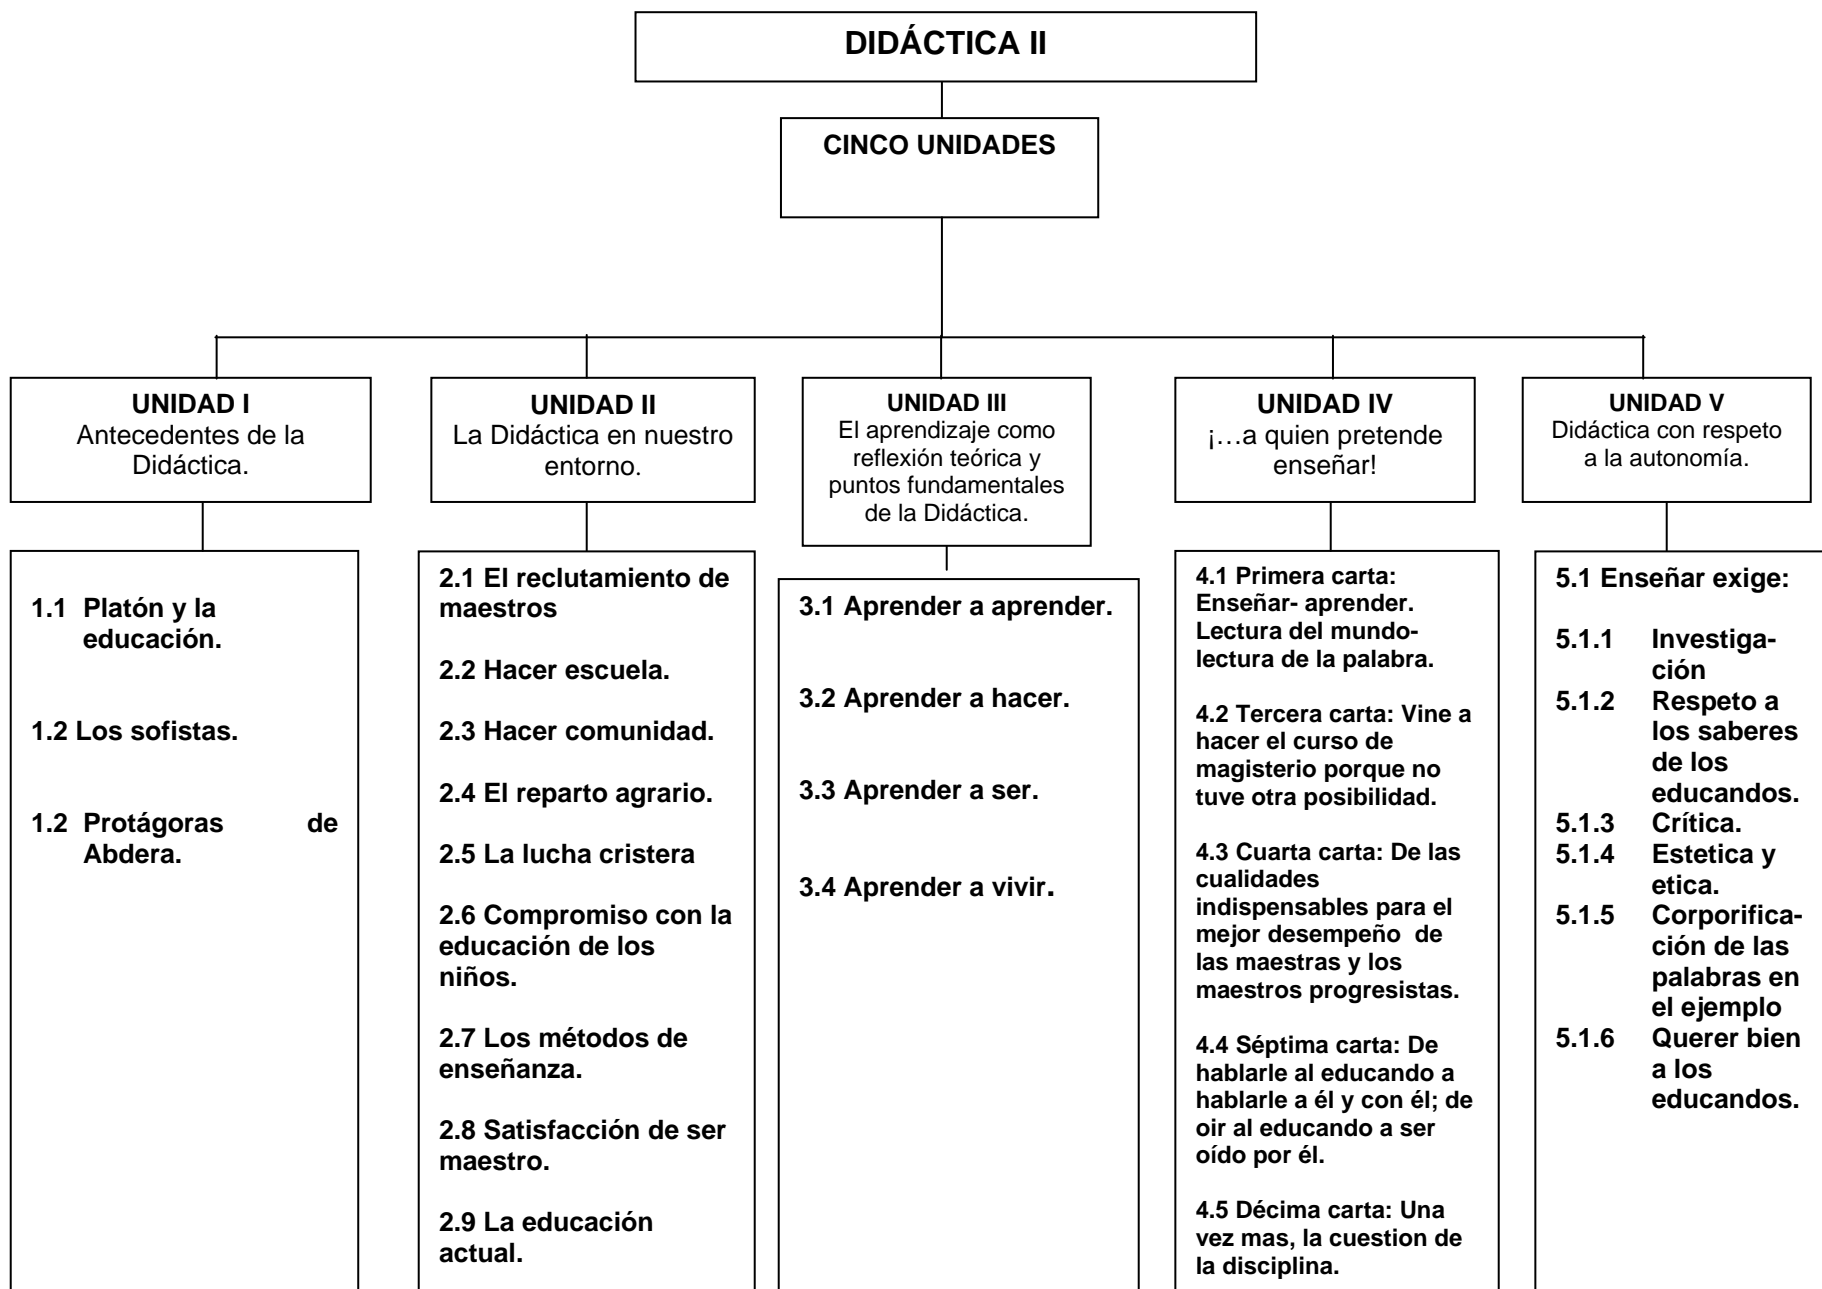 DIDÁCTICA II
CINCO UNIDADES
UNIDAD I
Antecedentes de la
Didáctica.
UNIDAD II
La Didáctica en nuestro
entorno.
UNIDAD III
El aprendizaje como
reflexión teórica y
puntos fundamentales
de la Didáctica.
UNIDAD IV
¡…a quien pretende
enseñar!
UNIDAD V
Didáctica con respeto
a la autonomía.
1.1 Platón y la
educación.
1.2 Los sofistas.
1.2 Protágoras de
Abdera.
2.1 El reclutamiento de
maestros
2.2 Hacer escuela.
2.3 Hacer comunidad.
2.4 El reparto agrario.
2.5 La lucha cristera
2.6 Compromiso con la
educación de los
niños.
2.7 Los métodos de
enseñanza.
2.8 Satisfacción de ser
maestro.
2.9 La educación
actual.
3.1 Aprender a aprender.
3.2 Aprender a hacer.
3.3 Aprender a ser.
3.4 Aprender a vivir.
4.1 Primera carta:
Enseñar- aprender.
Lectura del mundo-
lectura de la palabra.
4.2 Tercera carta: Vine a
hacer el curso de
magisterio porque no
tuve otra posibilidad.
4.3 Cuarta carta: De las
cualidades
indispensables para el
mejor desempeño de
las maestras y los
maestros progresistas.
4.4 Séptima carta: De
hablarle al educando a
hablarle a él y con él; de
oir al educando a ser
oído por él.
4.5 Décima carta: Una
vez mas, la cuestion de
la disciplina.
5.1 Enseñar exige:
5.1.1 Investiga-
ción
5.1.2 Respeto a
los saberes
de los
educandos.
5.1.3 Crítica.
5.1.4 Estetica y
etica.
5.1.5 Corporifica-
ción de las
palabras en
el ejemplo
5.1.6 Querer bien
a los
educandos.